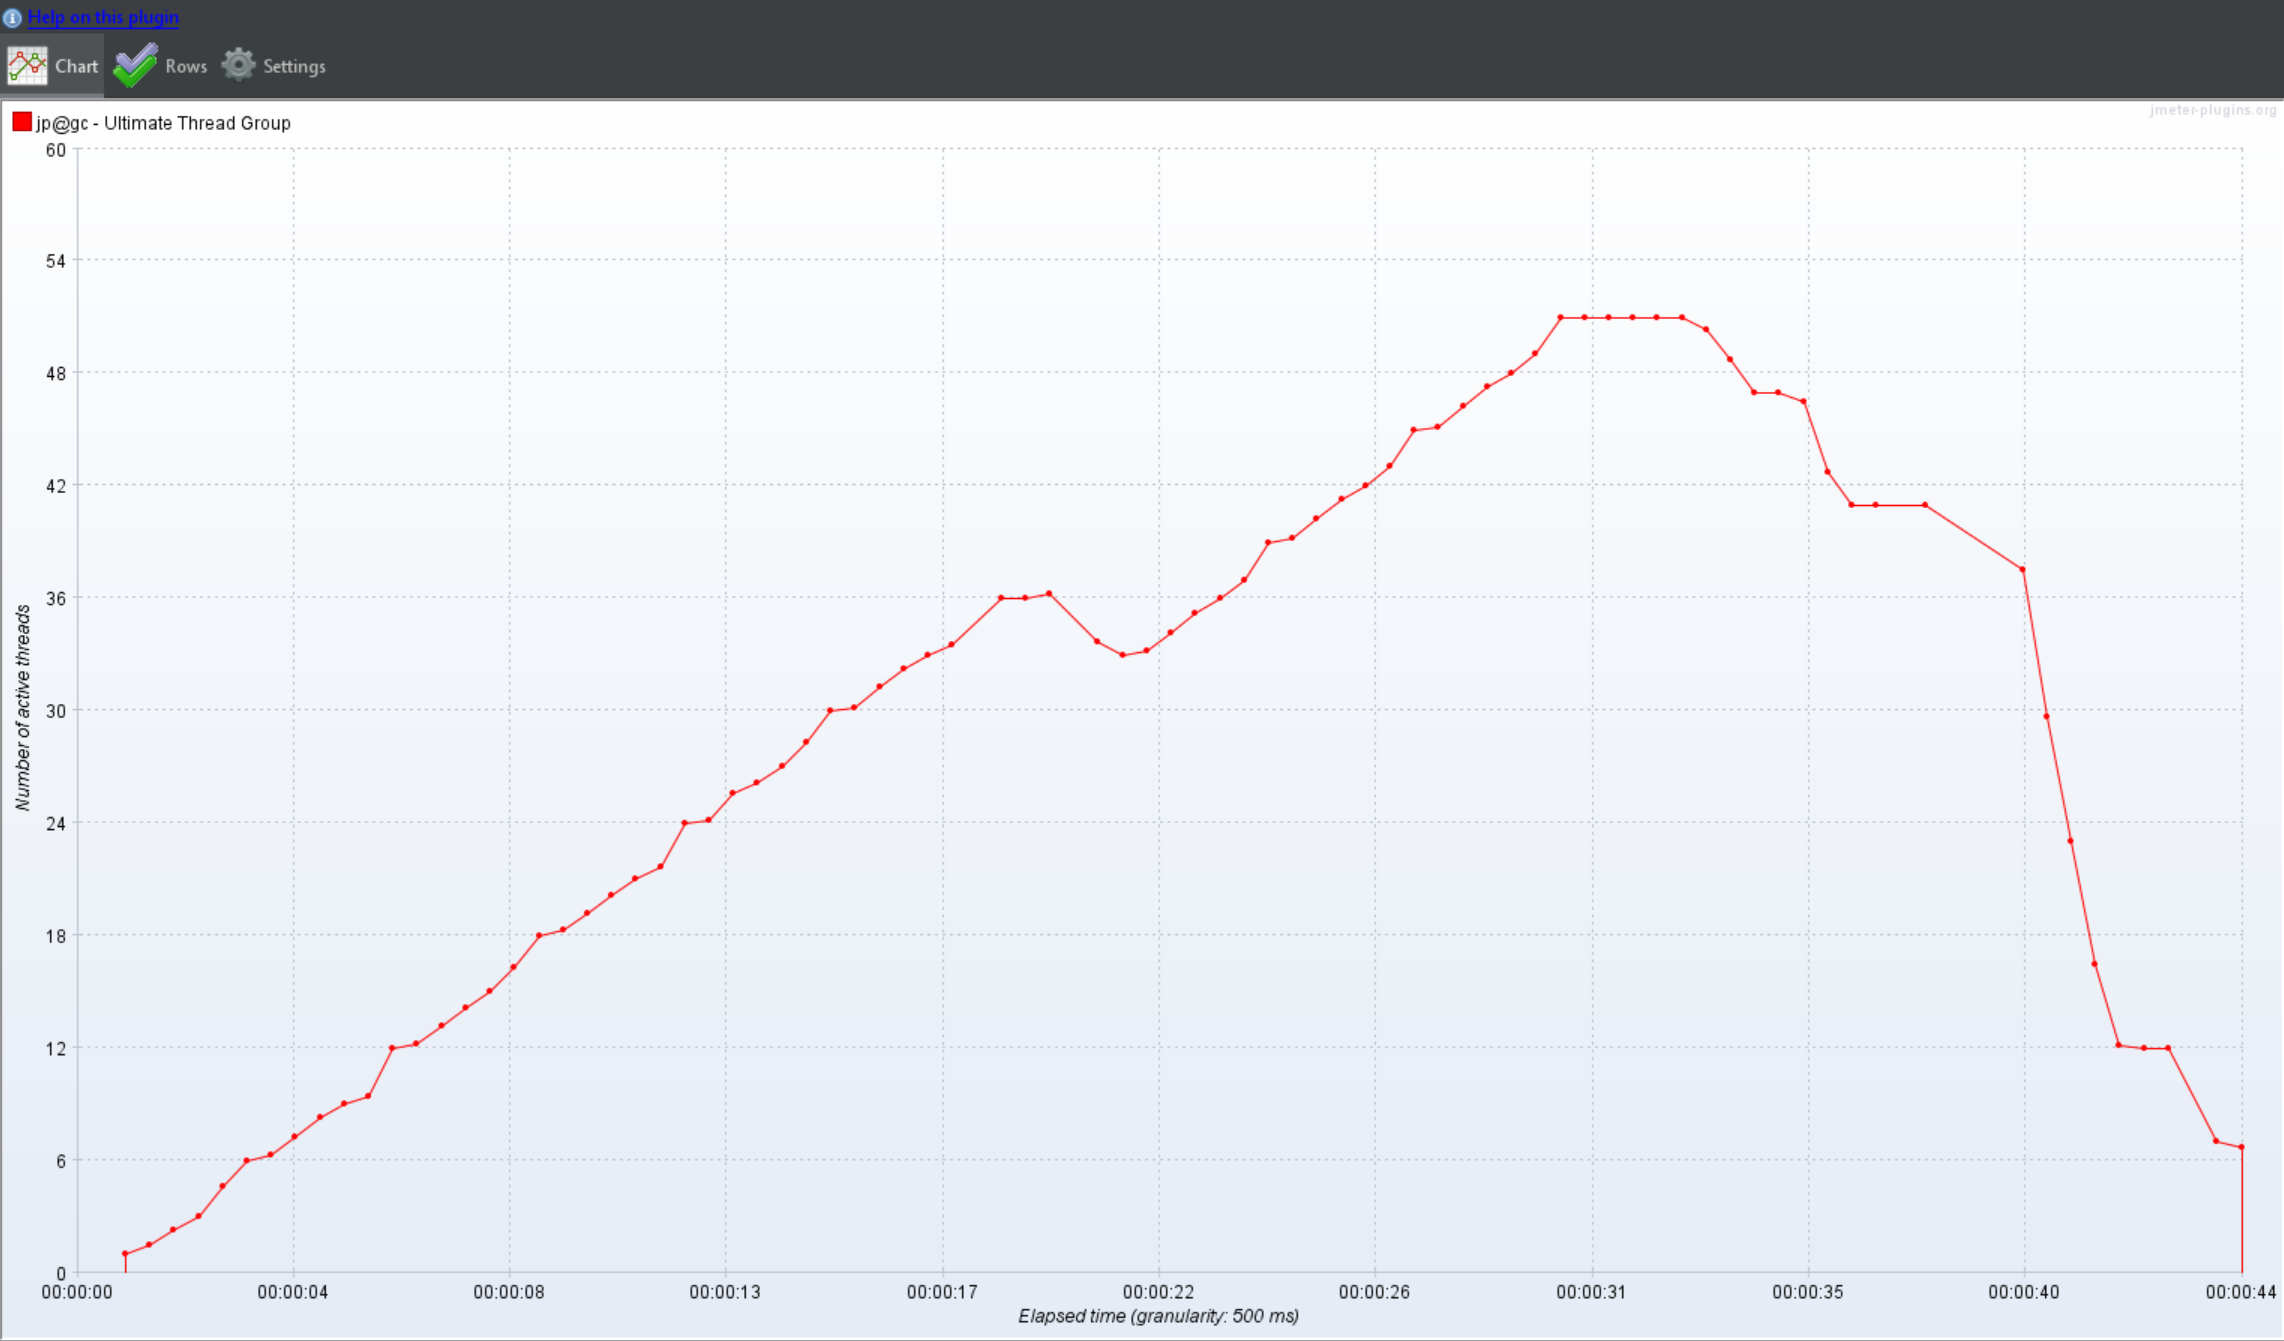 Help on this plugin
Chart Rows Settings
jmeter-plugins.org
jp@gc - Ultimate Thread Group
60
54
48
42
36
30
24
18
12
6
0
Number of active threads
00:00:00 00:00:04 00:00:08 00:00:13 00:00:17 00:00:22 00:00:26 00:00:31 00:00:35 00:00:40 00:00:44
Elapsed time (granularity: 500 ms)